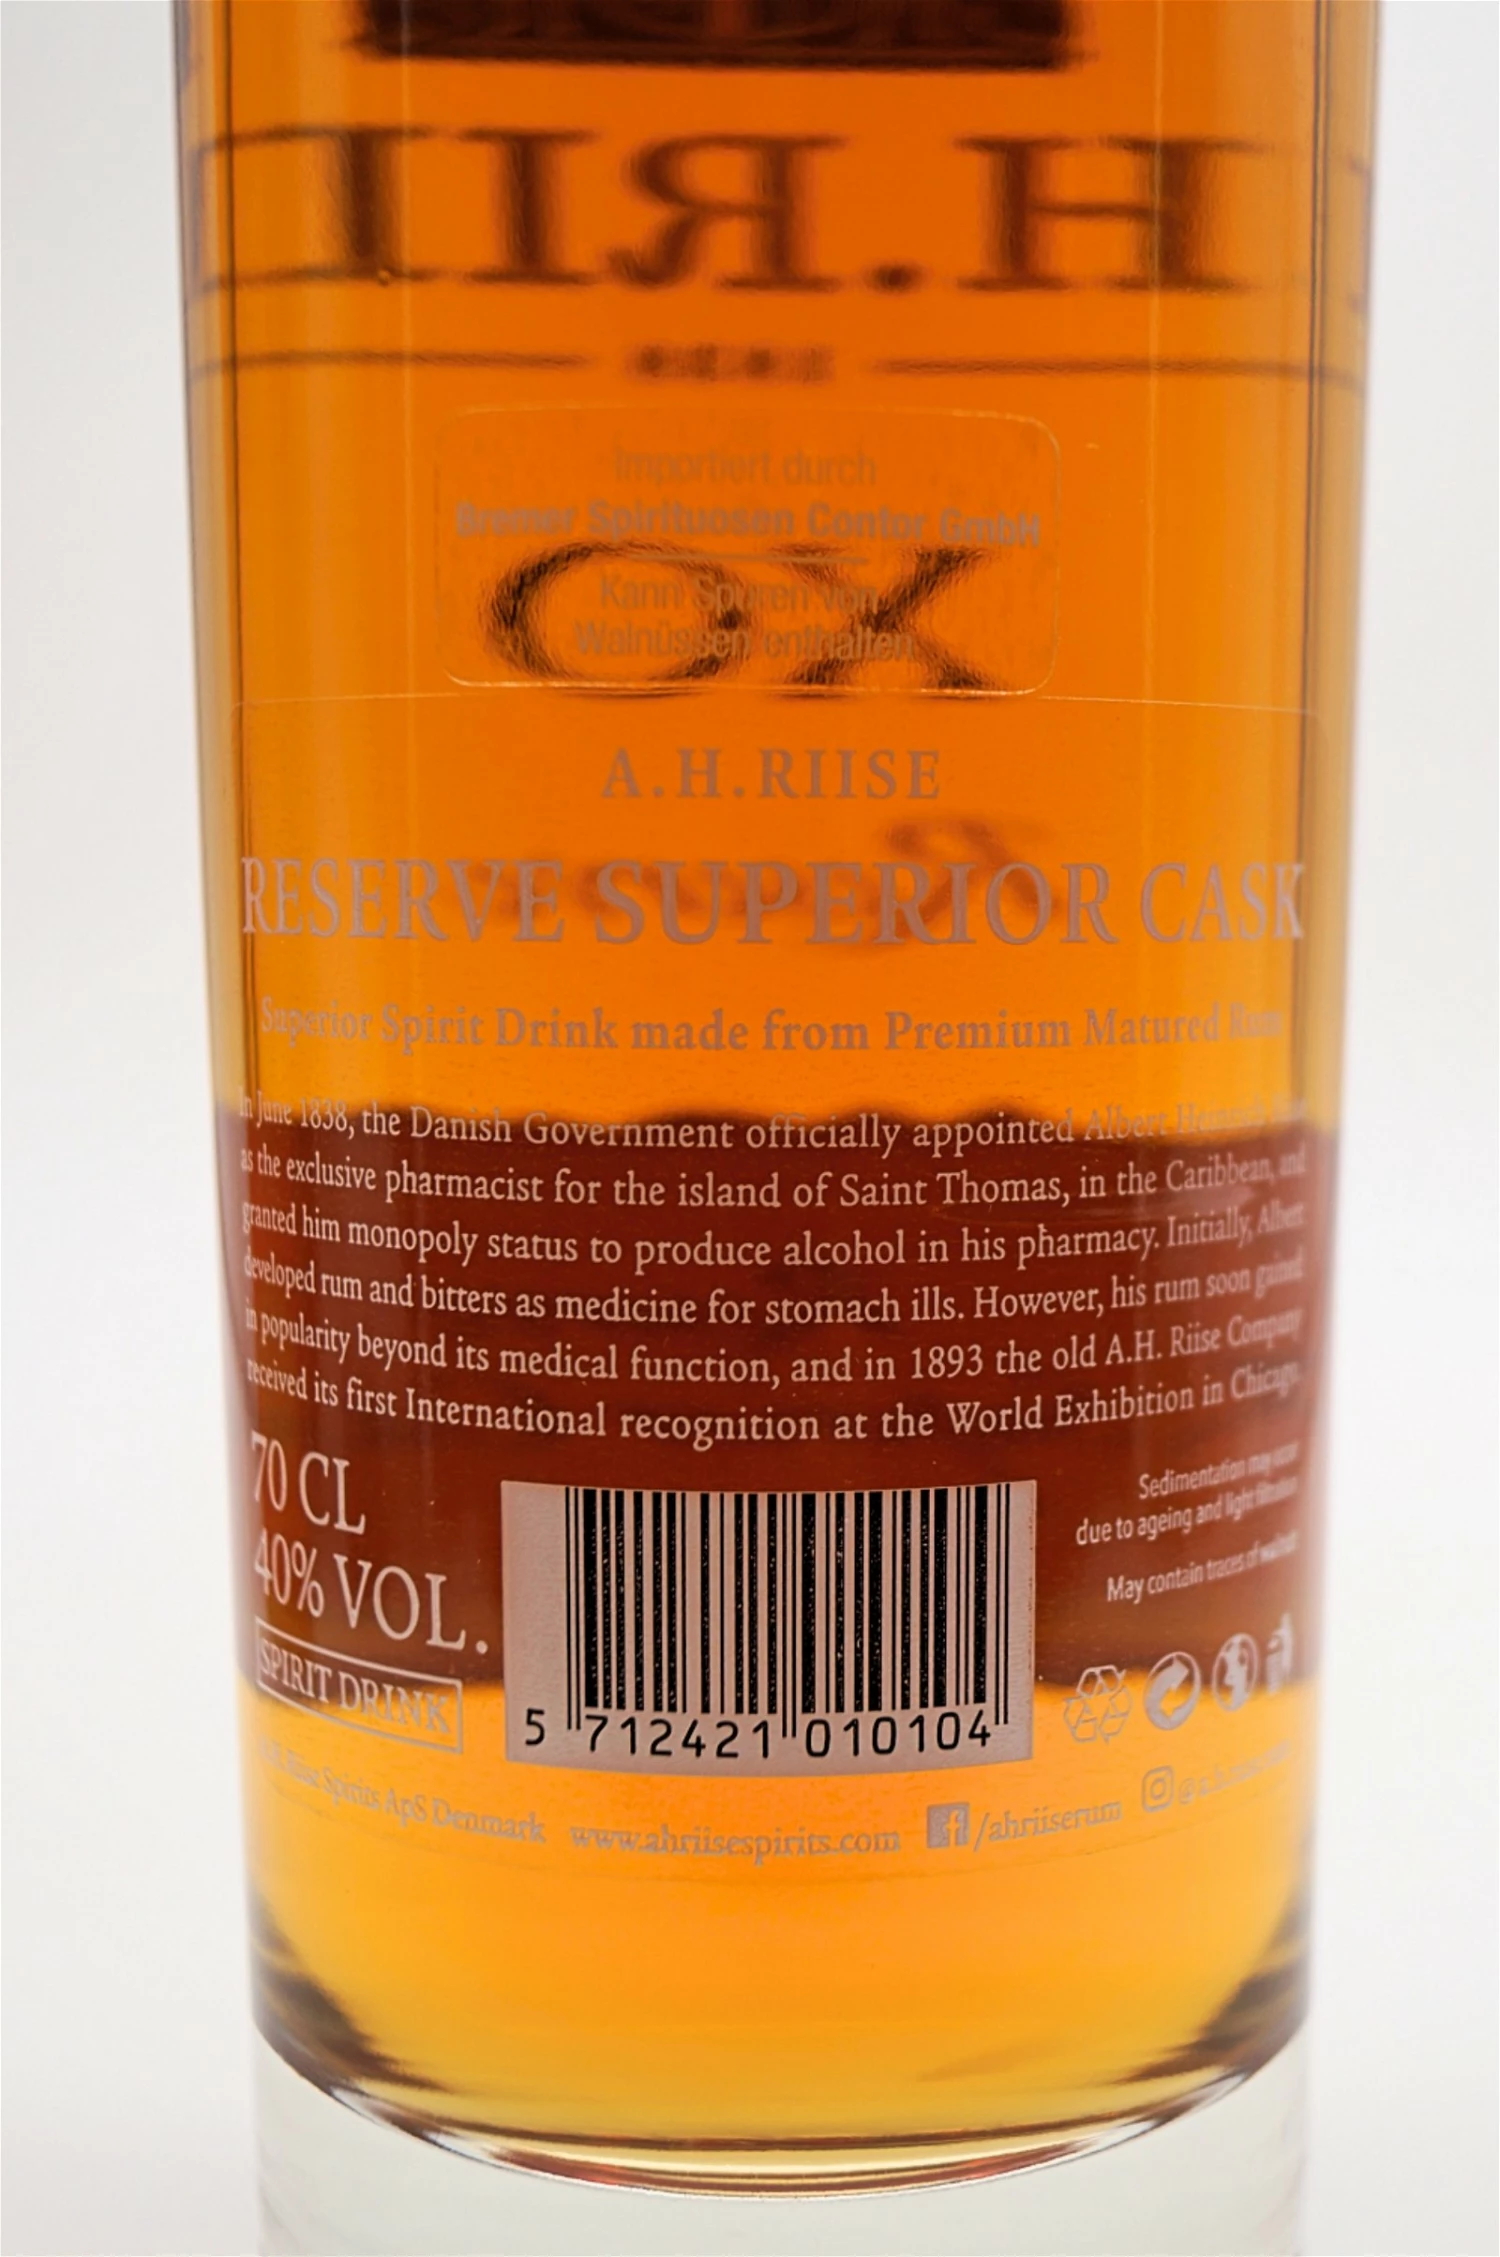 H.RII
XO
Importiert durch
Bremer Spirituosen Contor GmbH
Kann Spuren von
Walnüssen enthalten
A.H.RIISE
RESERVE SUPERIOR CASK
Superior Spirit Drink made from Premium Matured Rum
In June 1838, the Danish Government officially appointed Albert Heinrich Riise
as the exclusive pharmacist for the island of Saint Thomas, in the Caribbean, and
granted him monopoly status to produce alcohol in his pharmacy. Initially, Albert
developed rum and bitters as medicine for stomach ills. However, his rum soon gained
in popularity beyond its medical function, and in 1893 the old A.H. Riise Company
received its first International recognition at the World Exhibition in Chicago.
70 CL
40% VOL.
SPIRIT DRINK
Sedimentation may occur
due to ageing and light filtration
May contain traces of walnut
5 712421 010104
A.H. Riise Spirits ApS Denmark www.ahriisespirits.com /ahriiserum